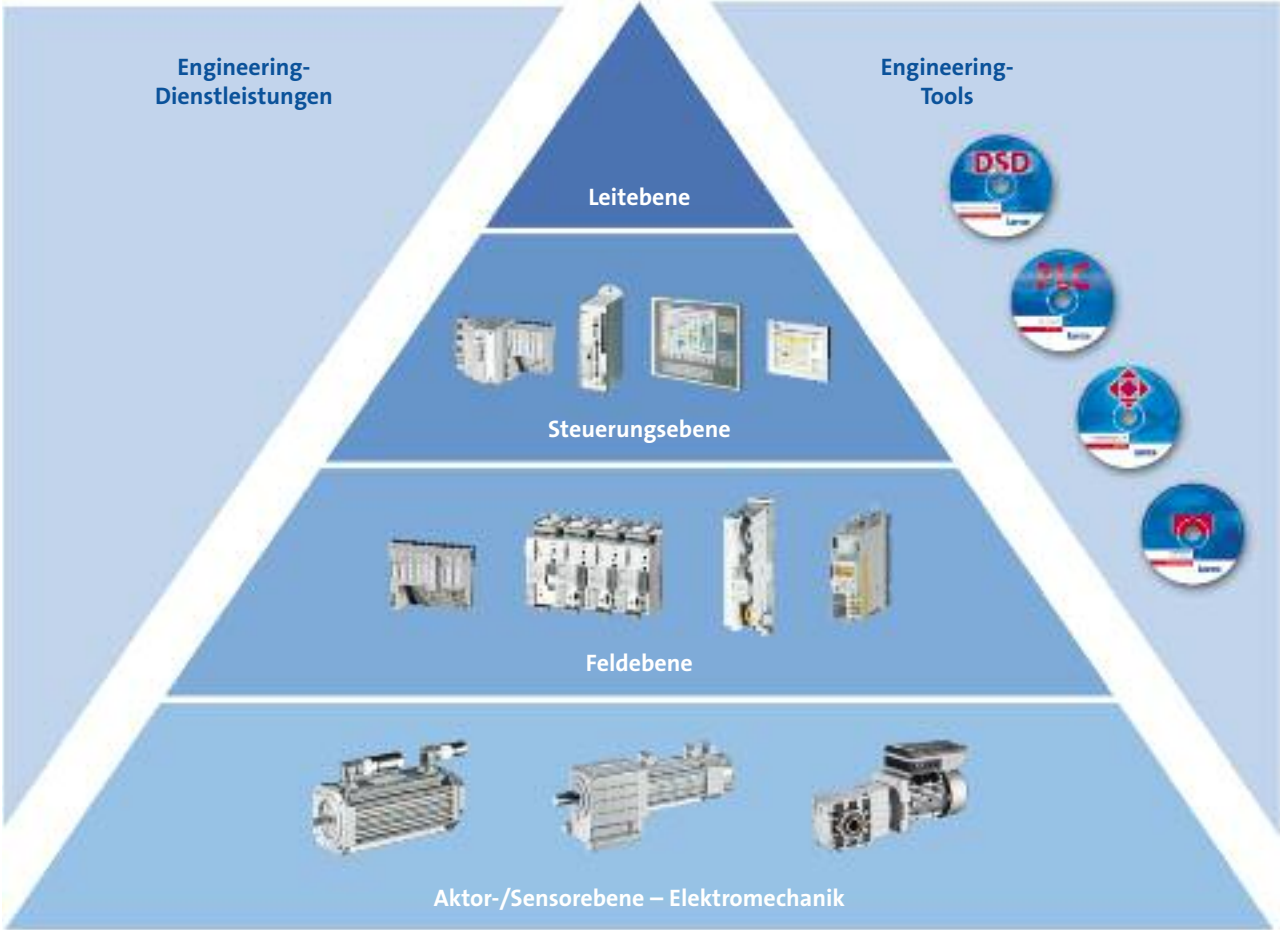 Engineering-
Dienstleistungen
Engineering-
Tools
DSD
Leitebene
PLC
Steuerungsebene
Feldebene
Aktor-/Sensorebene – Elektromechanik